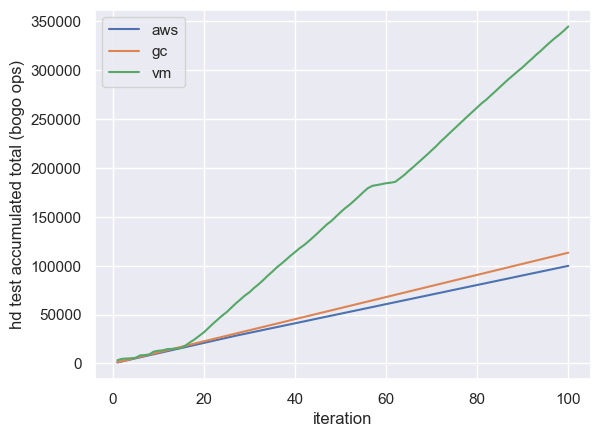 aws
gc
vm
350000
300000
250000
200000
150000
100000
50000
0
hd test accumulated total (bogo ops)
0 20 40 60 80 100
iteration